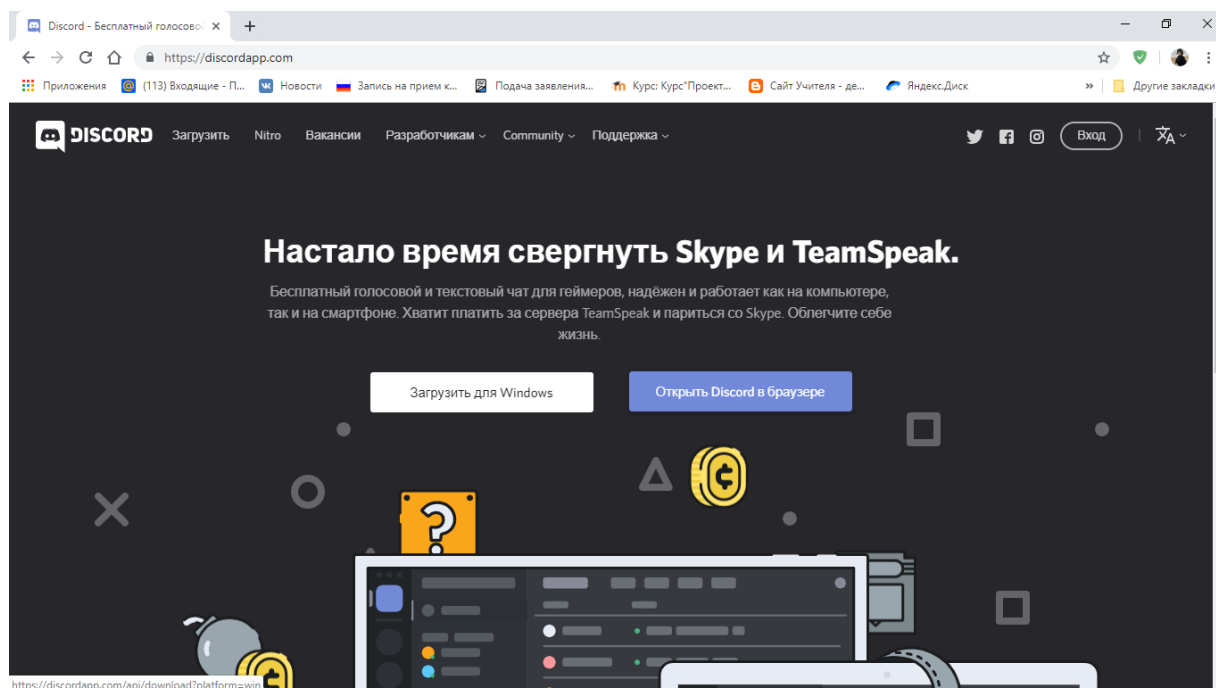 Discord - Бесплатный голосово
https://discordapp.com
Приложения (113) Входящие - П... Новости Запись на прием к... Подача заявления... Курс: Курс"Проект... Сайт Учителя - де... Яндекс.Диск » Другие закладки
DISCORD Загрузить Nitro Вакансии Разработчикам Community Поддержка Вход
Настало время свергнуть Skype и TeamSpeak.
Бесплатный голосовой и текстовый чат для геймеров, надёжен и работает как на компьютере,
так и на смартфоне. Хватит платить за сервера TeamSpeak и париться со Skype. Облегчите себе
жизнь.
Загрузить для Windows Открыть Discord в браузере
?
https://discordapp.com/api/download?platform=win